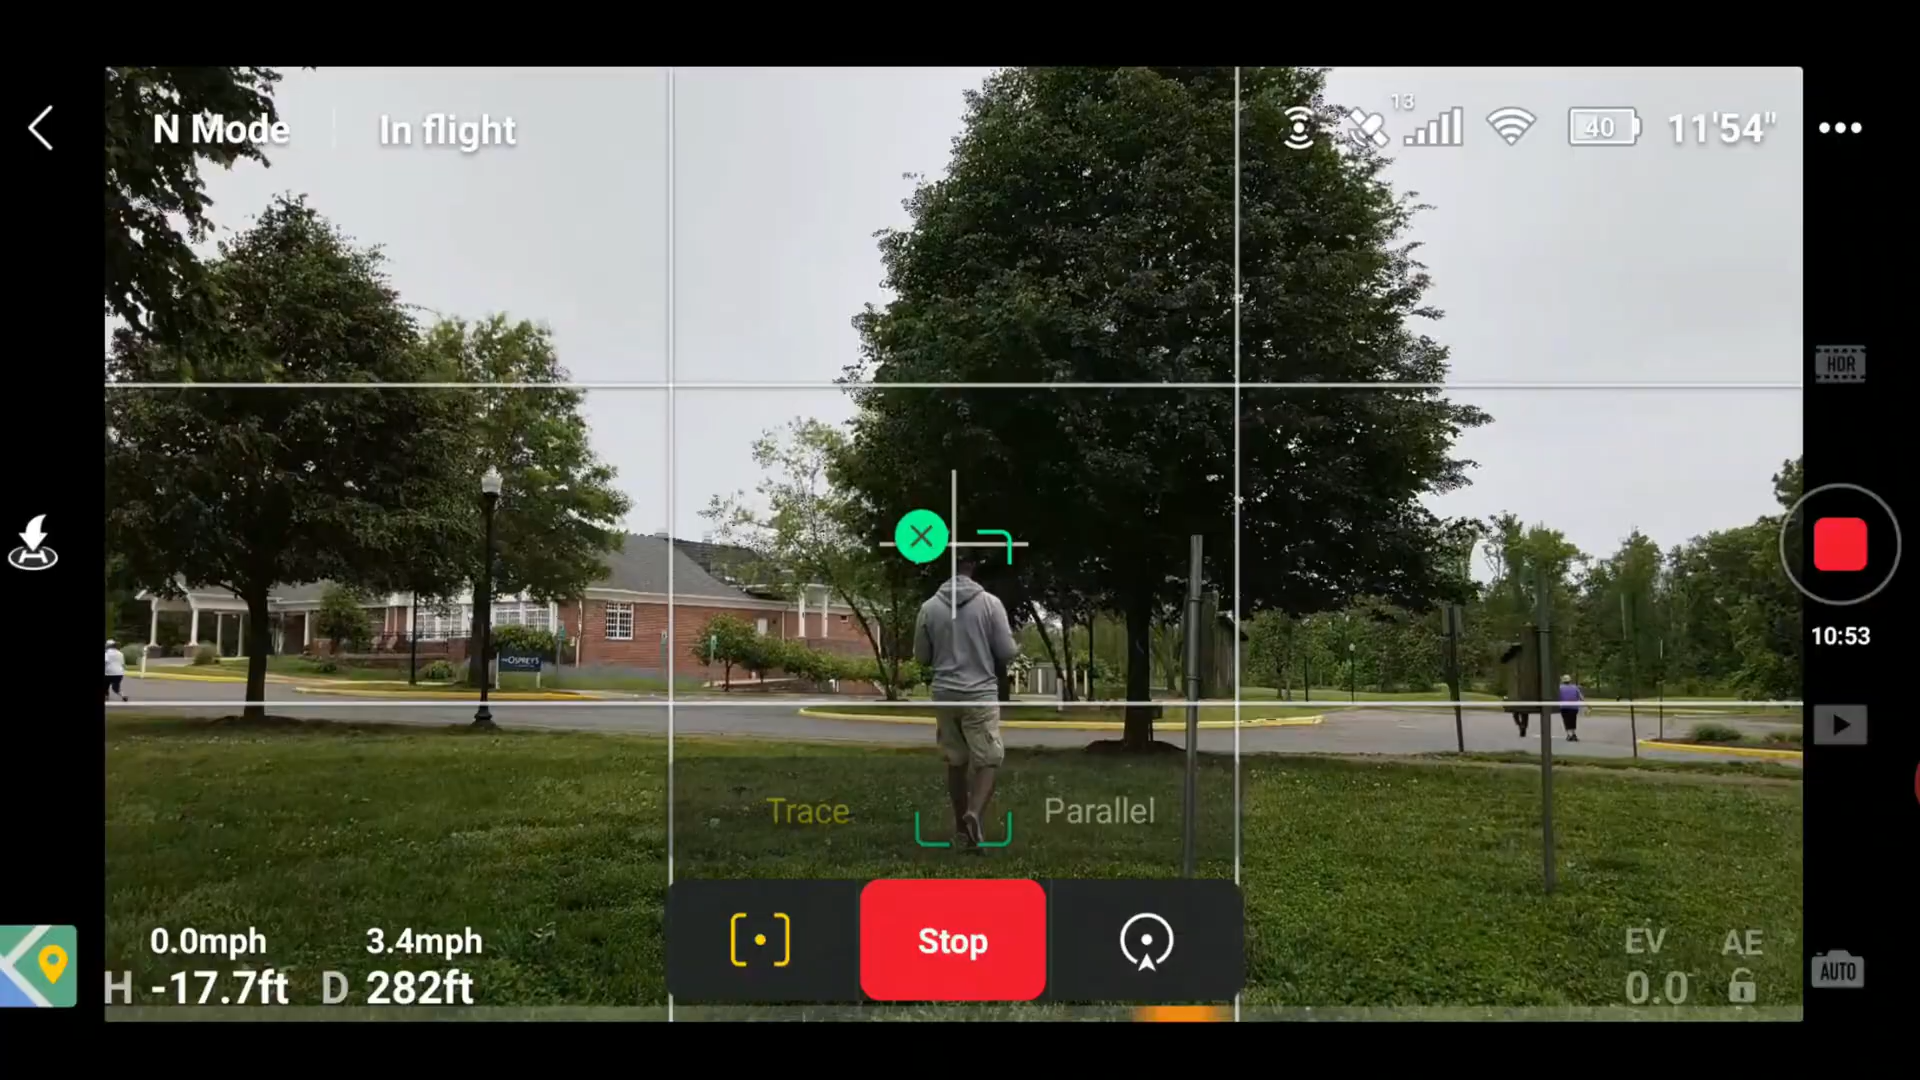 N Mode In flight 13 40 11'54"
HDR
10:53
OSPREY'S
Trace Parallel
Stop
0.0mph 3.4mph
H -17.7ft D 282ft
EV AE
0.0
AUTO